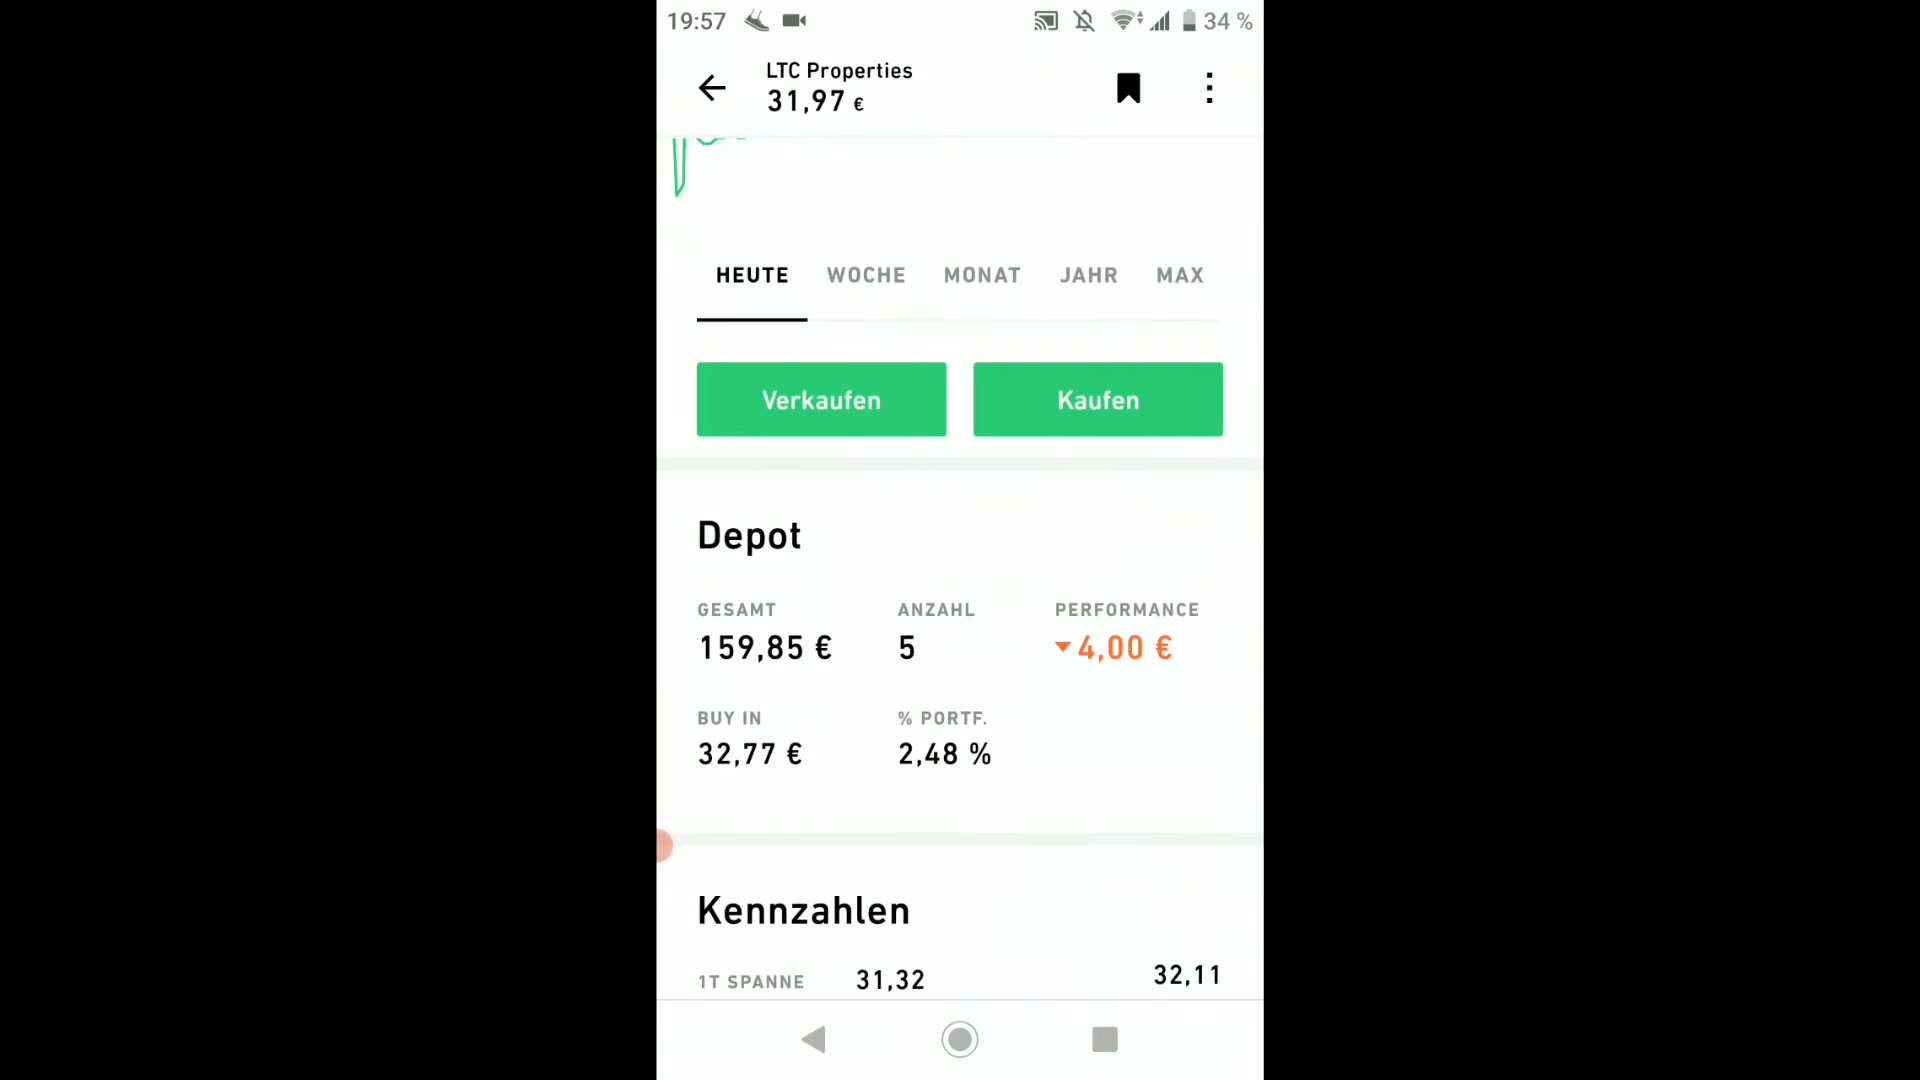 19:57 34 %
LTC Properties
31,97 €
HEUTE WOCHE MONAT JAHR MAX
Verkaufen Kaufen
Depot
GESAMT ANZAHL PERFORMANCE
159,85 € 5 4,00 €
BUY IN % PORTF.
32,77 € 2,48 %
Kennzahlen
1T SPANNE 31,32 32,11